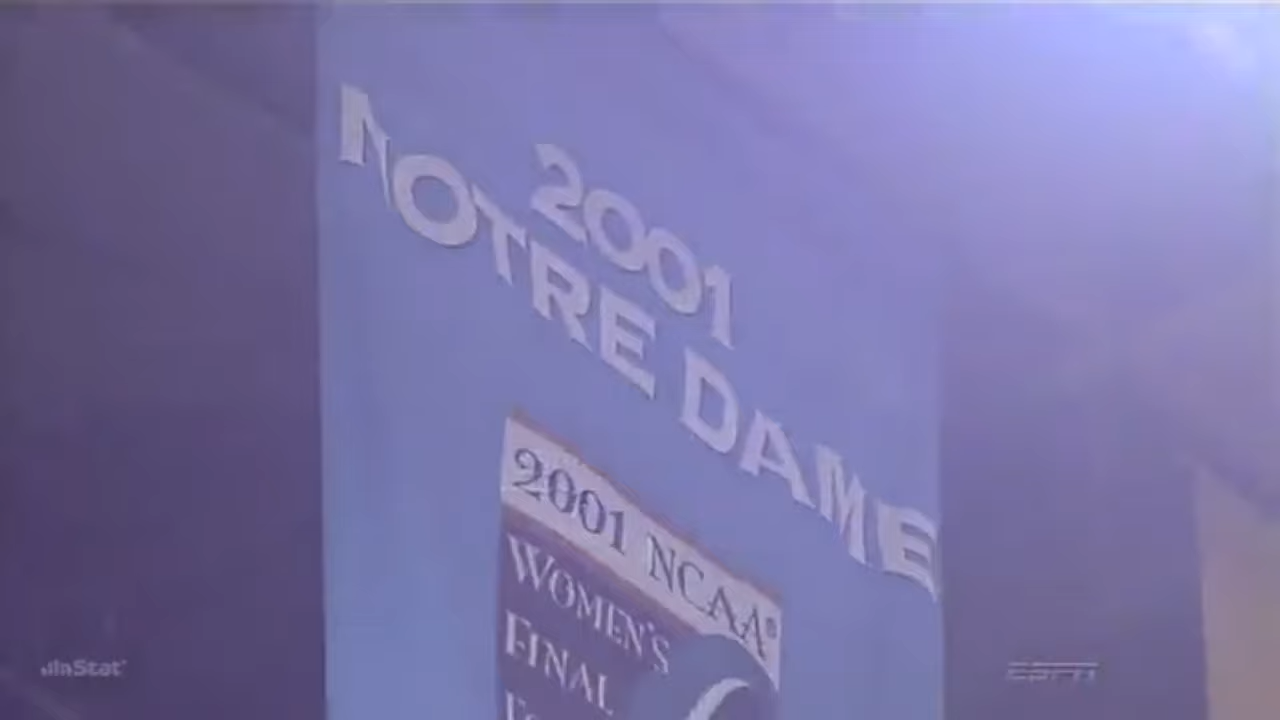 2001
NOTRE DAME
2001 NCAA®
WOMEN'S
FINAL
InStat
ESPN